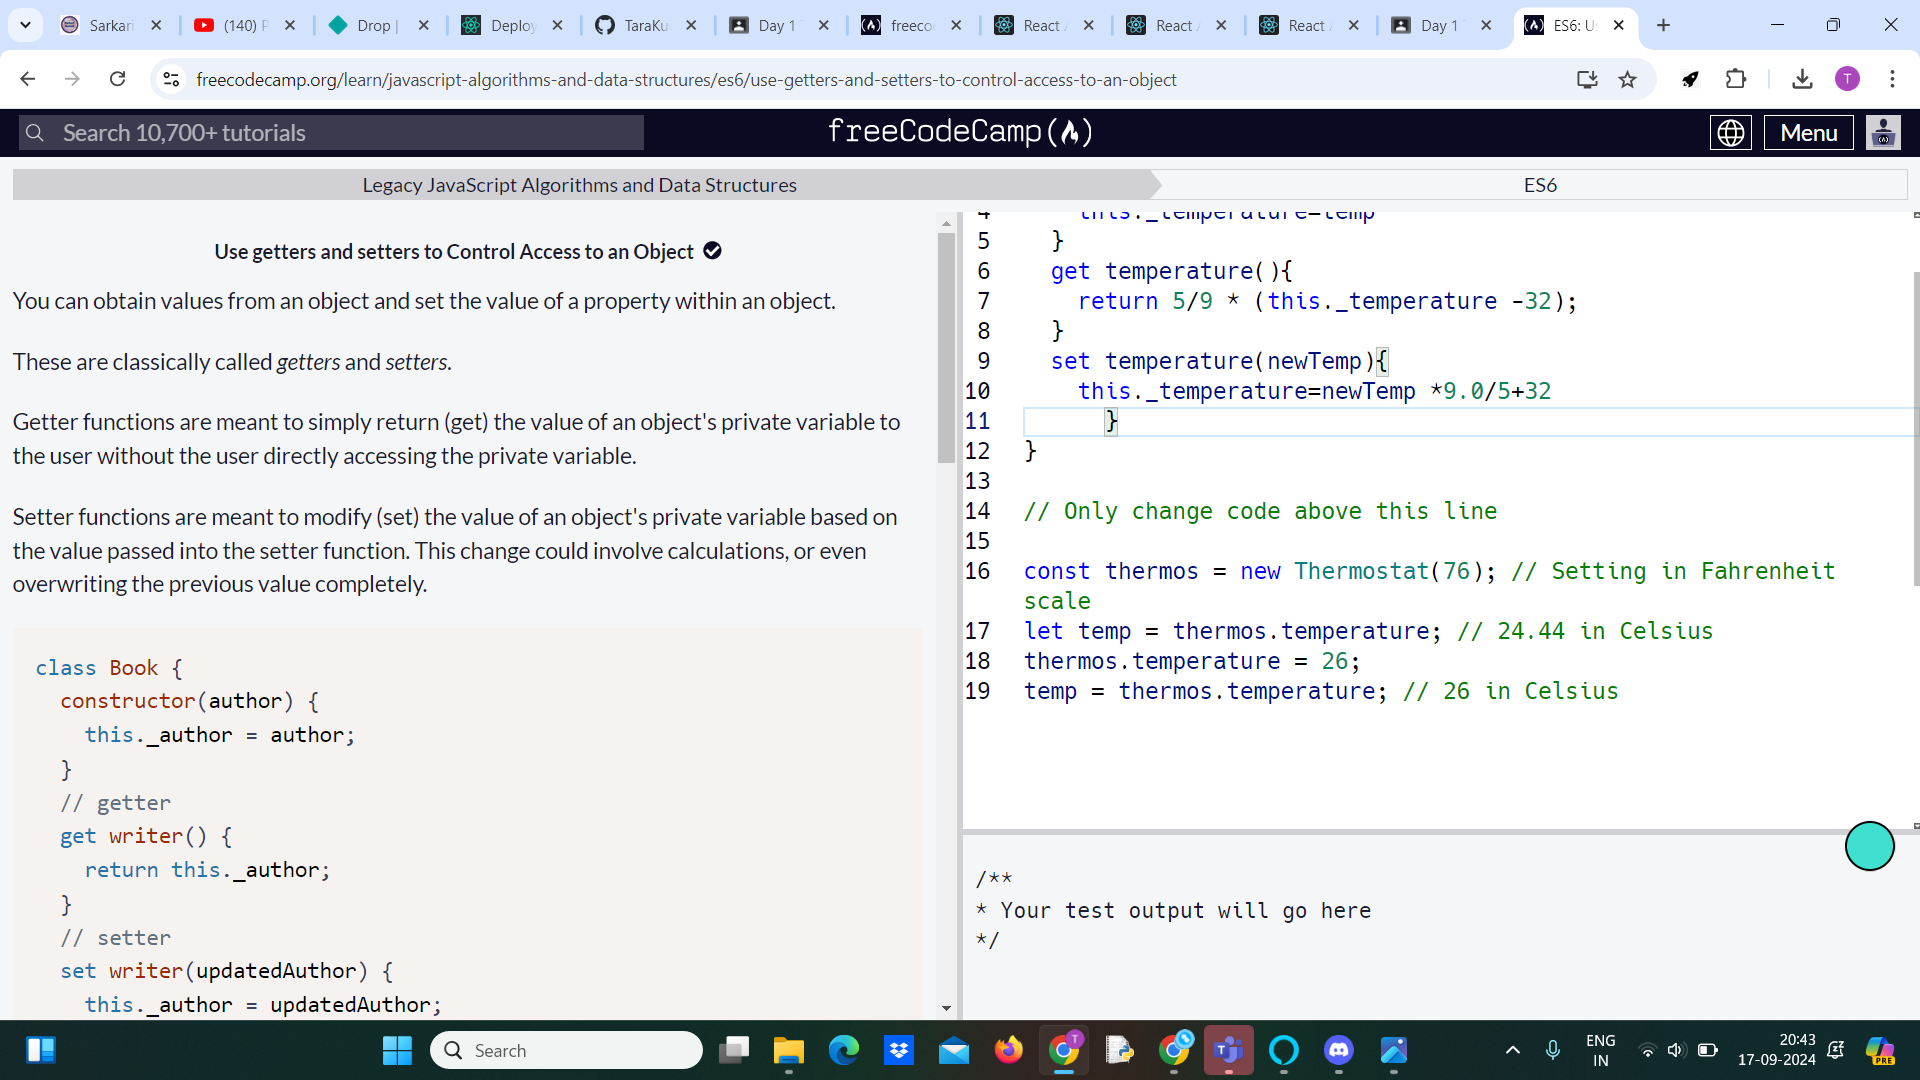 Sarkari
(140) P
Drop |
Deploy
TaraKu
Day 1
freeco
React
React
React
Day 1
ES6: U
freecodecamp.org/learn/javascript-algorithms-and-data-structures/es6/use-getters-and-setters-to-control-access-to-an-object
T
Search 10,700+ tutorials
freeCodeCamp
Menu
Legacy JavaScript Algorithms and Data Structures
ES6
Use getters and setters to Control Access to an Object
You can obtain values from an object and set the value of a property within an object.
These are classically called getters and setters.
Getter functions are meant to simply return (get) the value of an object's private variable to
the user without the user directly accessing the private variable.
Setter functions are meant to modify (set) the value of an object's private variable based on
the value passed into the setter function. This change could involve calculations, or even
overwriting the previous value completely.
class Book {
constructor(author) {
this._author = author;
}
// getter
get writer() {
return this._author;
}
// setter
set writer(updatedAuthor) {
this._author = updatedAuthor;
4 this._temperature=temp
5 }
6 get temperature(){
7 return 5/9 * (this._temperature -32);
8 }
9 set temperature(newTemp){
10 this._temperature=newTemp *9.0/5+32
11 }
12 }
13
14 // Only change code above this line
15
16 const thermos = new Thermostat(76); // Setting in Fahrenheit
scale
17 let temp = thermos.temperature; // 24.44 in Celsius
18 thermos.temperature = 26;
19 temp = thermos.temperature; // 26 in Celsius
/**
* Your test output will go here
*/
Search
T
ENG
IN
20:43
17-09-2024
PRE